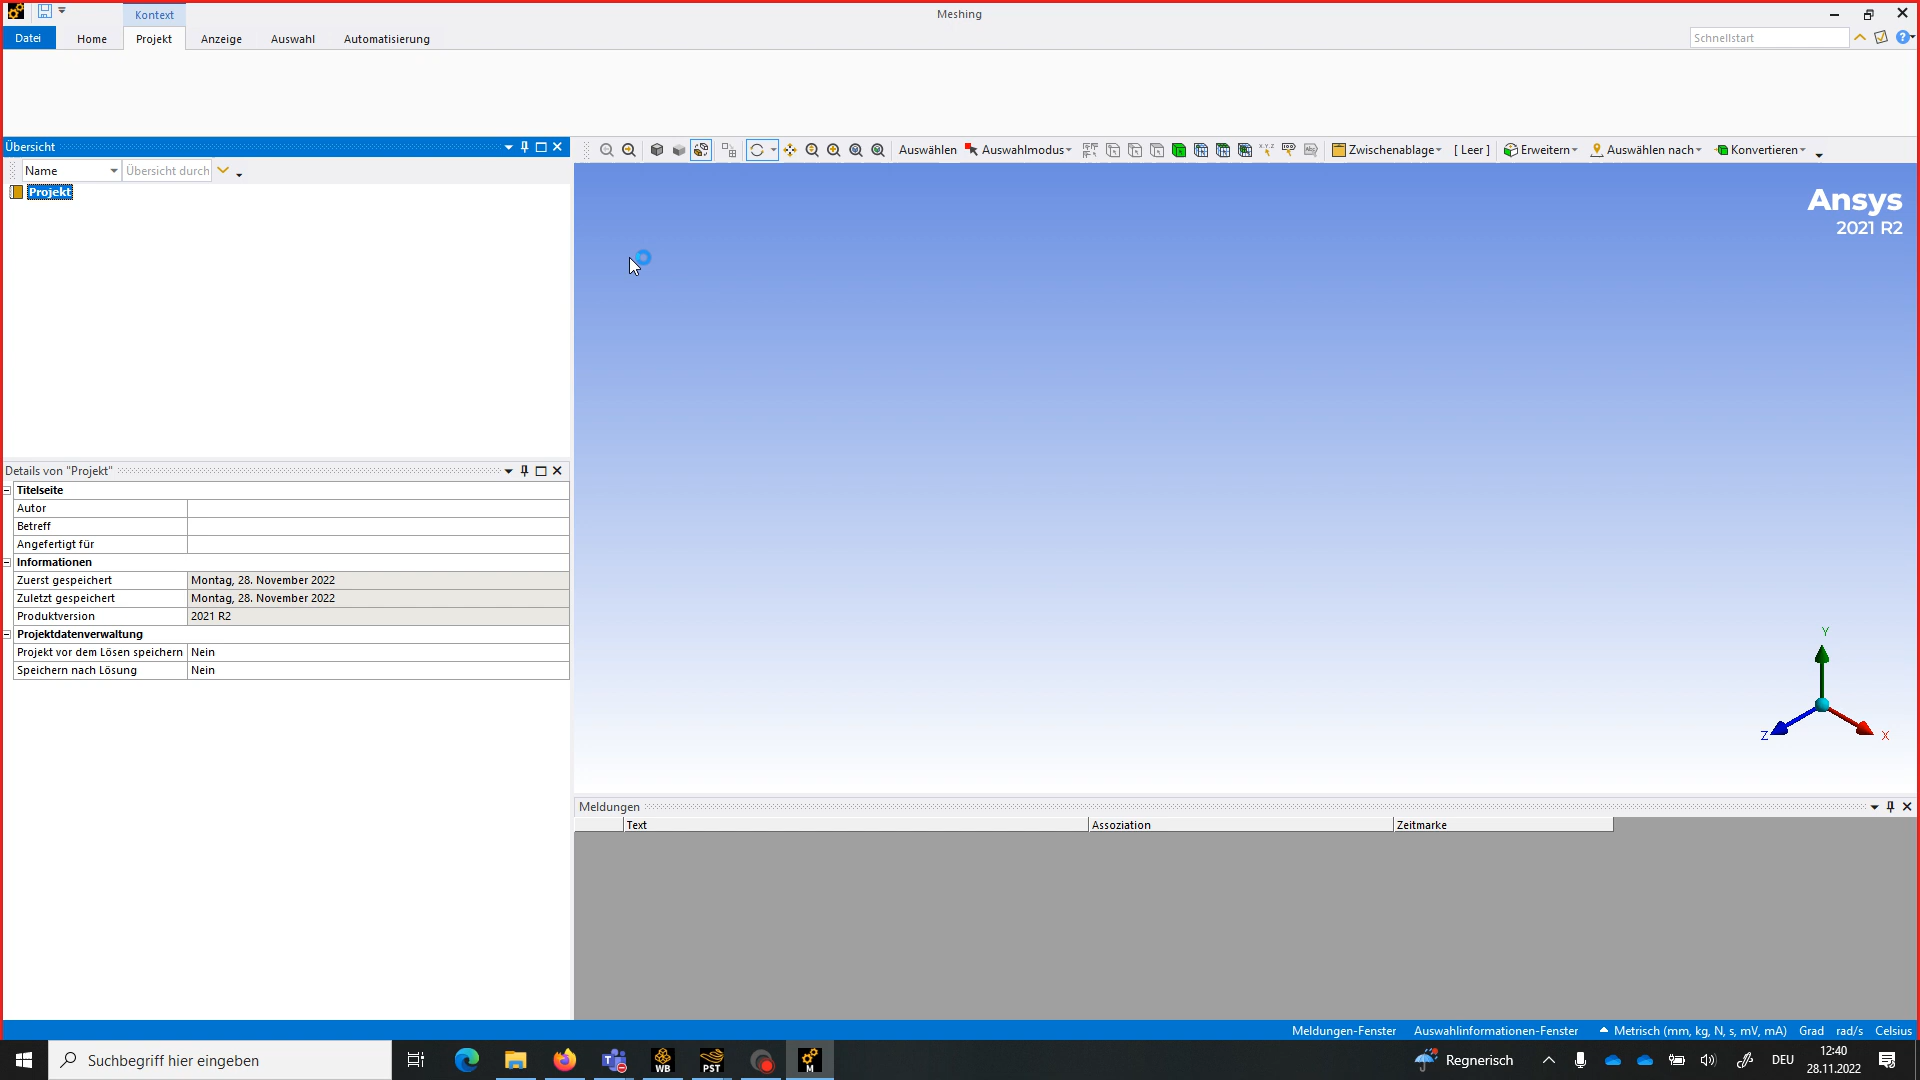 Kontext
Meshing
Datei
Home
Projekt
Anzeige
Auswahl
Automatisierung
Schnellstart
Übersicht
Name
Übersicht durch
Projekt
Auswählen
Auswahlmodus
Zwischenablage
[ Leer ]
Erweitern
Auswählen nach
Konvertieren
Ansys
2021 R2
Details von "Projekt"
Titelseite
Autor
Betreff
Angefertigt für
Informationen
Zuerst gespeichert Montag, 28. November 2022
Zuletzt gespeichert Montag, 28. November 2022
Produktversion 2021 R2
Projektdatenverwaltung
Projekt vor dem Lösen speichern Nein
Speichern nach Lösung Nein
Y
Z
X
Meldungen
Text Assoziation Zeitmarke
Meldungen-Fenster Auswahlinformationen-Fenster Metrisch (mm, kg, N, s, mV, mA) Grad rad/s Celsius
Suchbegriff hier eingeben
WB
PST
M
Regnerisch
DEU
12:40
28.11.2022